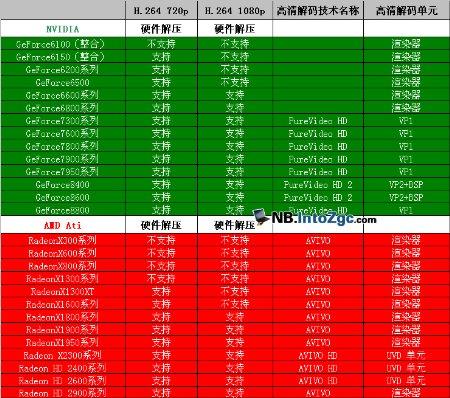 H.264 720p H.264 1080p 高清解码技术名称 高清解码单元
NVIDIA 硬件解压 硬件解压
GeForce6100(整合) 不支持 不支持 渲染器
GeForce6150(整合) 支持 不支持 渲染器
GeForce6200系列 支持 不支持 渲染器
GeForce6500 支持 不支持 渲染器
GeForce6600系列 支持 支持 渲染器
GeForce6800系列 支持 支持 渲染器
GeForce7300系列 支持 支持 PureVideo HD VP1
GeForce7600系列 支持 支持 PureVideo HD VP1
GeForce7800系列 支持 支持 PureVideo HD VP1
GeForce7900系列 支持 支持 PureVideo HD VP1
GeForce7950系列 支持 支持 PureVideo HD VP1
GeForce8400 支持 支持 PureVideo HD 2 VP2+BSP
GeForce8600 支持 支持 PureVideo HD 2 VP2+BSP
GeForce8800 支持 支持 PureVideo HD VP1
NB.IntoZgc.com
AMD Ati 硬件解压 硬件解压
RadeonX300系列 不支持 不支持 AVIVO 渲染器
RadeonX600系列 不支持 不支持 AVIVO 渲染器
RadeonX800系列 不支持 不支持 AVIVO 渲染器
RadeonX1300系列 不支持 不支持 AVIVO 渲染器
RadeonX1300XT 支持 不支持 AVIVO 渲染器
RadeonX1600系列 支持 不支持 AVIVO 渲染器
RadeonX1800系列 支持 支持 AVIVO 渲染器
RadeonX1900系列 支持 支持 AVIVO 渲染器
RadeonX1950系列 支持 支持 AVIVO 渲染器
Radeon X2300系列 支持 支持 AVIVO HD UVD 单元
Radeon HD 2400系列 支持 支持 AVIVO HD UVD 单元
Radeon HD 2600系列 支持 支持 AVIVO HD UVD 单元
Radeon HD 2900系列 支持 支持 AVIVO 渲染器